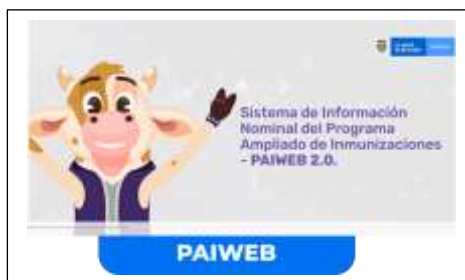 Sistema de Información
Nominal del Programa
Ampliado de Inmunizaciones
- PAIWEB 2.0.
PAIWEB